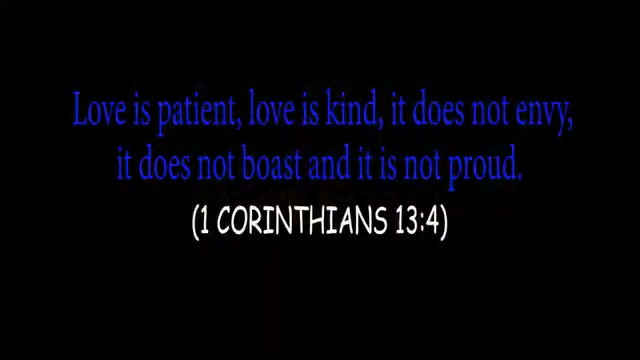 Love is patient, love is kind, it does not envy,
it does not boast and it is not proud.
(1 CORINTHIANS 13:4)